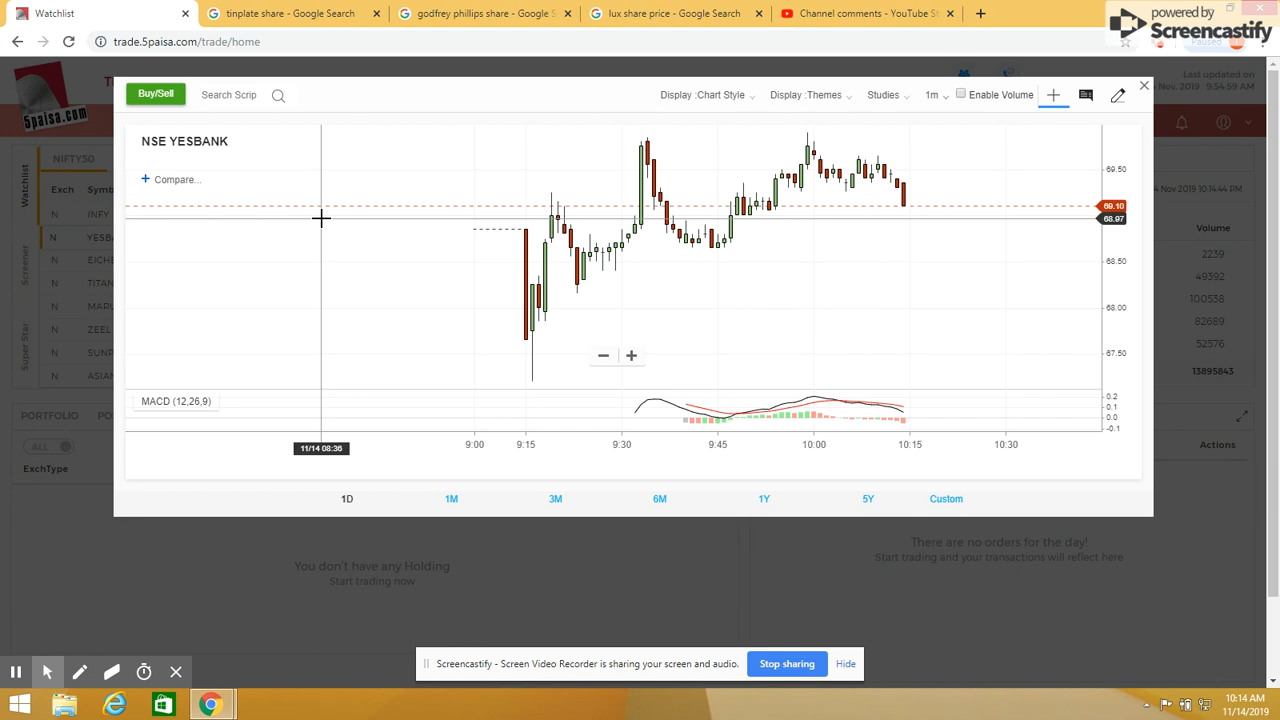 Watchlist
tinplate share - Google Search
godfrey phillips share - Google S
lux share price - Google Search
Channel comments - YouTube St
powered by
Screencastify
trade.5paisa.com/trade/home
Paused
5paisa.com
Last updated on
Nov, 2019 9.54.59 AM
Buy/Sell
Search Scrip
Display :Chart Style
Display :Themes
Studies
1m
Enable Volume
NSE YESBANK
+ Compare...
69.50
69.10
68.97
68.50
68.00
67.50
MACD (12,26,9)
0.2
0.1
0.0
-0.1
11/14 08:36
9:00
9:15
9:30
9:45
10:00
10:15
10:30
1D
1M
3M
6M
1Y
5Y
Custom
Watchlist
Screener
Super Star
NIFTY50
Exch
Symb
N INFY
N YESB
N EICHE
N TITAN
N MARU
N ZEEL
N SUNP
N ASIAN
4 Nov 2019 10:14:44 PM
Volume
2239
49392
100538
82689
52576
13895843
PORTFOLIO
PO
ALL
ExchType
Actions
You don't have any Holding
Start trading now
There are no orders for the day!
Start trading and your transactions will reflect here
Screencastify - Screen Video Recorder is sharing your screen and audio.
Stop sharing
Hide
10:14 AM
11/14/2019